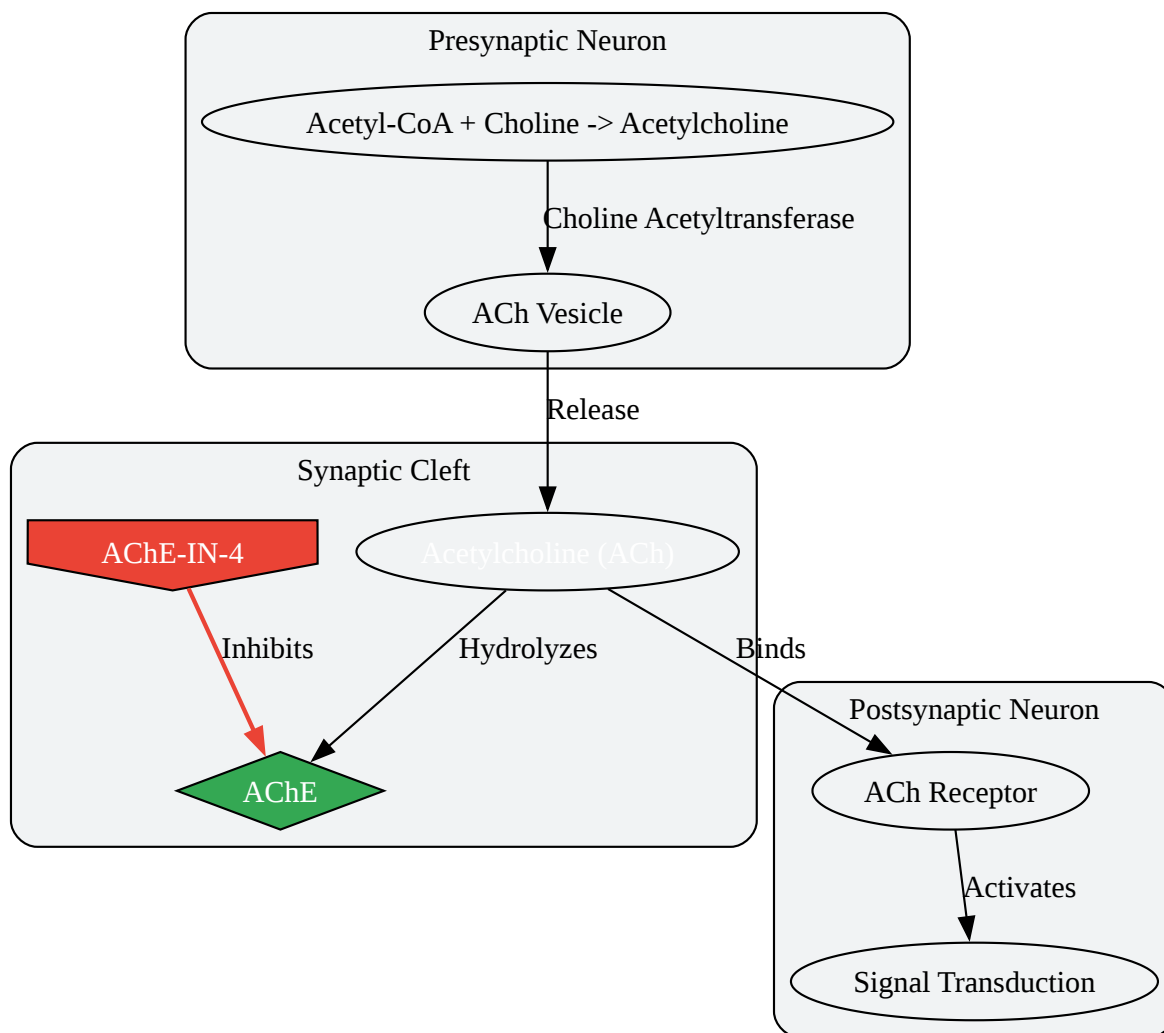 Presynaptic Neuron
Acetyl-CoA + Choline -> Acetylcholine
Choline Acetyltransferase
ACh Vesicle
Release
Synaptic Cleft
AChE-IN-4
Acetylcholine (ACh)
Inhibits
Hydrolyzes
Binds
Postsynaptic Neuron
AChE
ACh Receptor
Activates
Signal Transduction